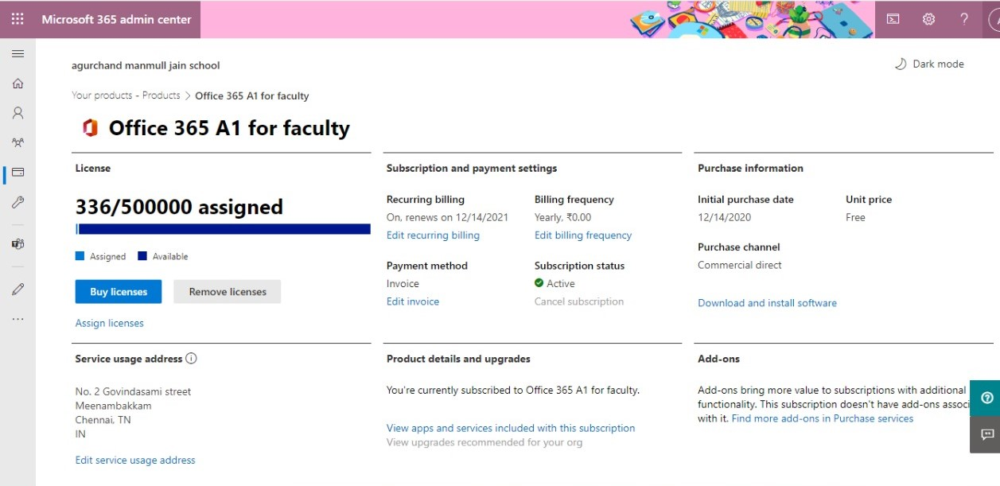 Microsoft 365 admin center
agurchand manmull jain school
Dark mode
Your products - Products > Office 365 A1 for faculty
Office 365 A1 for faculty
License
336/500000 assigned
Assigned Available
Buy licenses Remove licenses
Assign licenses
Subscription and payment settings
Recurring billing
On, renews on 12/14/2021
Edit recurring billing
Billing frequency
Yearly, ₹0.00
Edit billing frequency
Payment method
Invoice
Edit invoice
Subscription status
Active
Cancel subscription
Purchase information
Initial purchase date
12/14/2020
Unit price
Free
Purchase channel
Commercial direct
Download and install software
Service usage address
No. 2 Govindasami street
Meenambakkam
Chennai, TN
IN
Edit service usage address
Product details and upgrades
You're currently subscribed to Office 365 A1 for faculty.
View apps and services included with this subscription
View upgrades recommended for your org
Add-ons
Add-ons bring more value to subscriptions with additional
functionality. This subscription doesn't have add-ons associ
with it. Find more add-ons in Purchase services